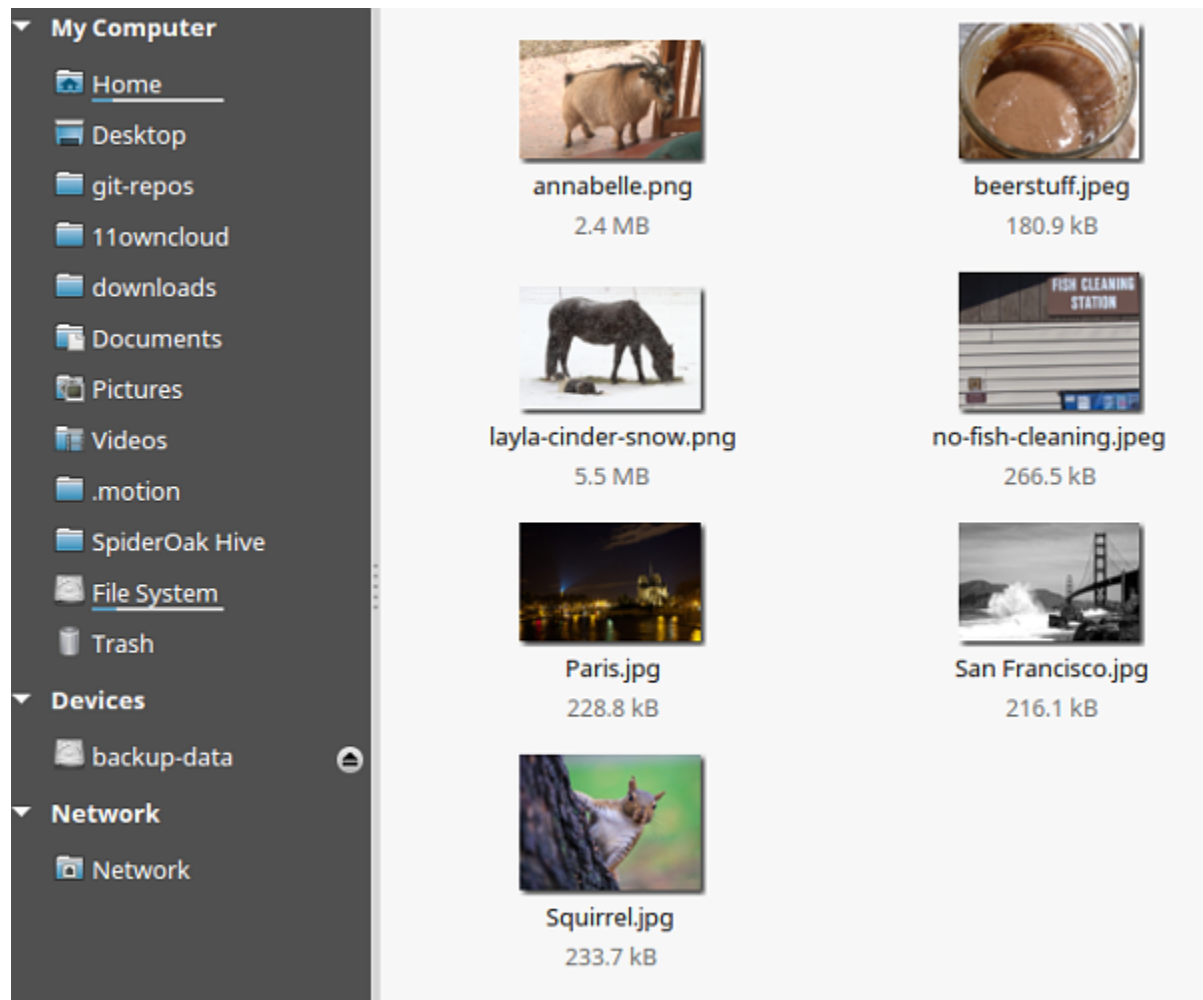 My Computer
Home
Desktop
git-repos
11owncloud
downloads
Documents
Pictures
Videos
.motion
SpiderOak Hive
File System
Trash
Devices
backup-data
Network
Network
annabelle.png
2.4 MB
beerstuff.jpeg
180.9 kB
FISH CLEANING
STATION
layla-cinder-snow.png
5.5 MB
no-fish-cleaning.jpeg
266.5 kB
Paris.jpg
228.8 kB
San Francisco.jpg
216.1 kB
Squirrel.jpg
233.7 kB